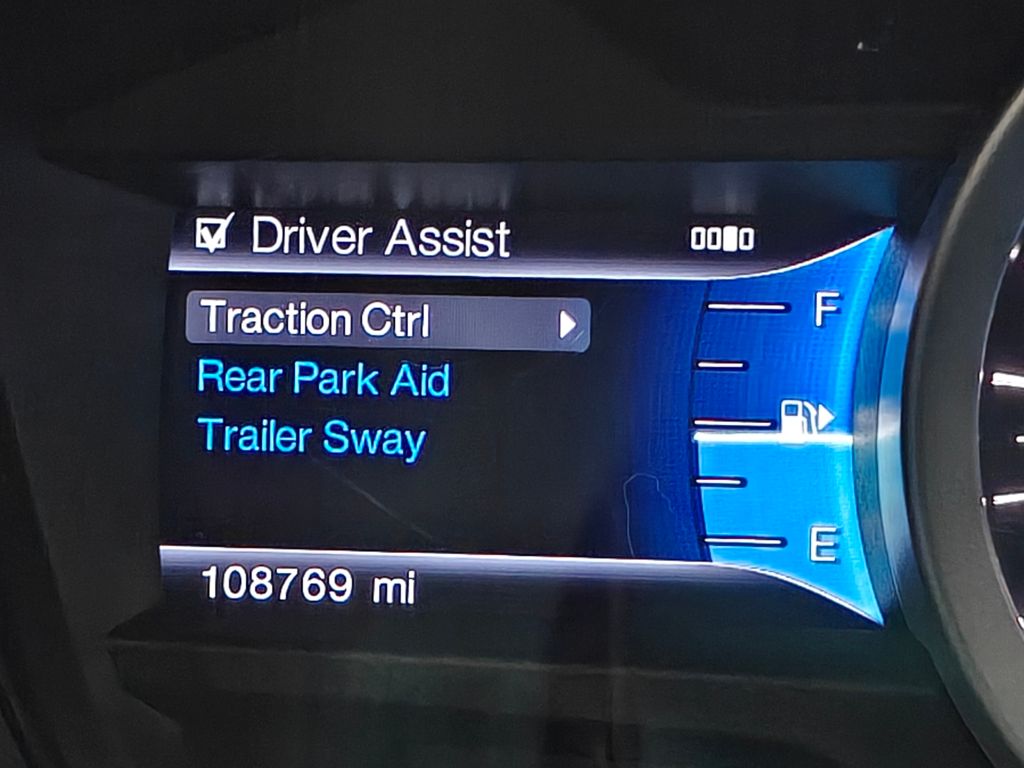 Driver Assist
Traction Ctrl
Rear Park Aid
Trailer Sway
F
E
108769 mi